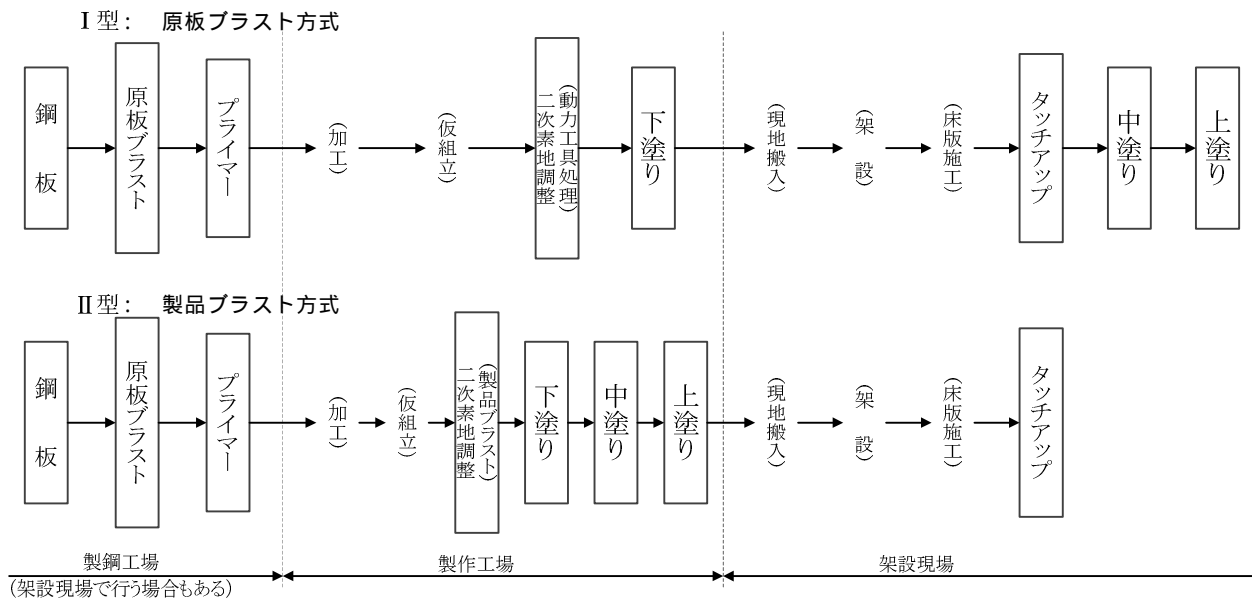 Ⅰ型： 原板ブラスト方式
鋼板
原板ブラスト
プライマー
(加工)
(仮組立)
二次素地調整
(動力工具処理)
下塗り
(現地搬入)
(架設)
(床版施工)
タッチアップ
中塗り
上塗り
Ⅱ型： 製品ブラスト方式
鋼板
原板ブラスト
プライマー
(加工)
(仮組立)
二次素地調整
(製品ブラスト)
下塗り
中塗り
上塗り
(現地搬入)
(架設)
(床版施工)
タッチアップ
製鋼工場
製作工場
架設現場
(架設現場で行う場合もある)